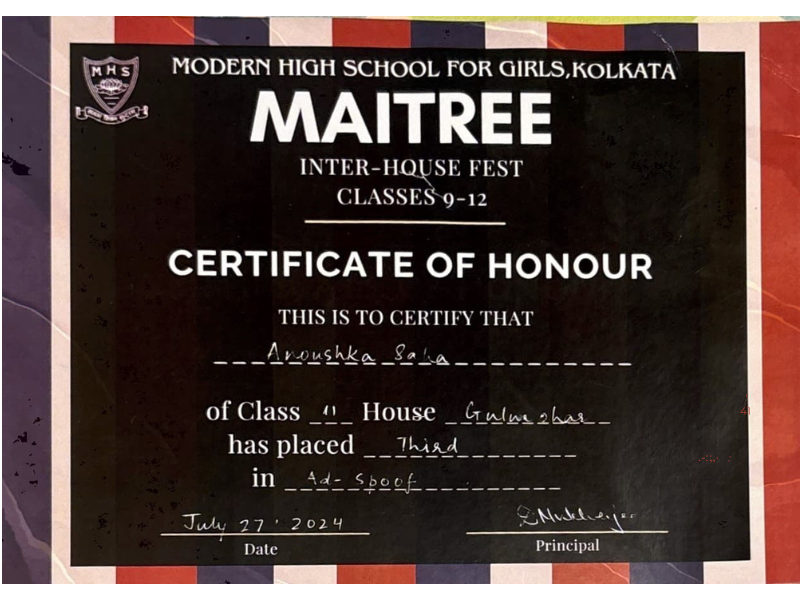 MHS
MODERN HIGH SCHOOL FOR GIRLS, KOLKATA
MAITREE
INTER-HOUSE FEST
CLASSES 9-12
CERTIFICATE OF HONOUR
THIS IS TO CERTIFY THAT
Anoushka Saha
of Class 11 House Gulmohar
has placed Third
in Ad-Spoof
July 27' 2024
Date
Principal